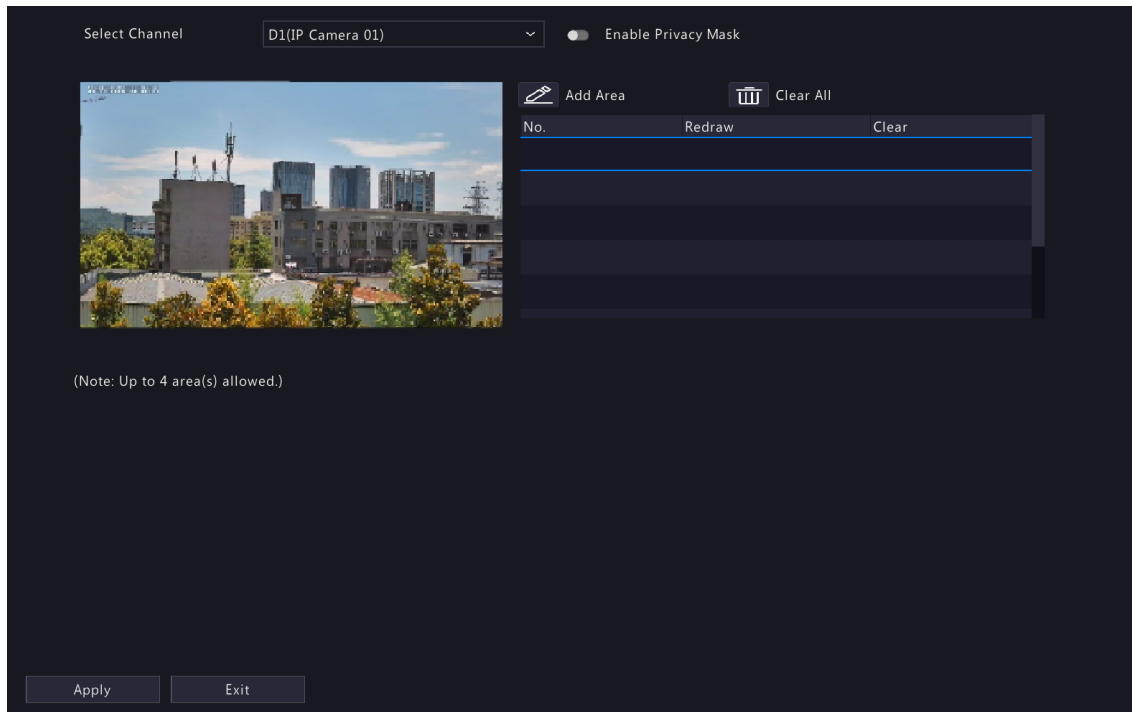 Select Channel
D1(IP Camera 01)
Enable Privacy Mask
Add Area
Clear All
No.
Redraw
Clear
(Note: Up to 4 area(s) allowed.)
Apply
Exit